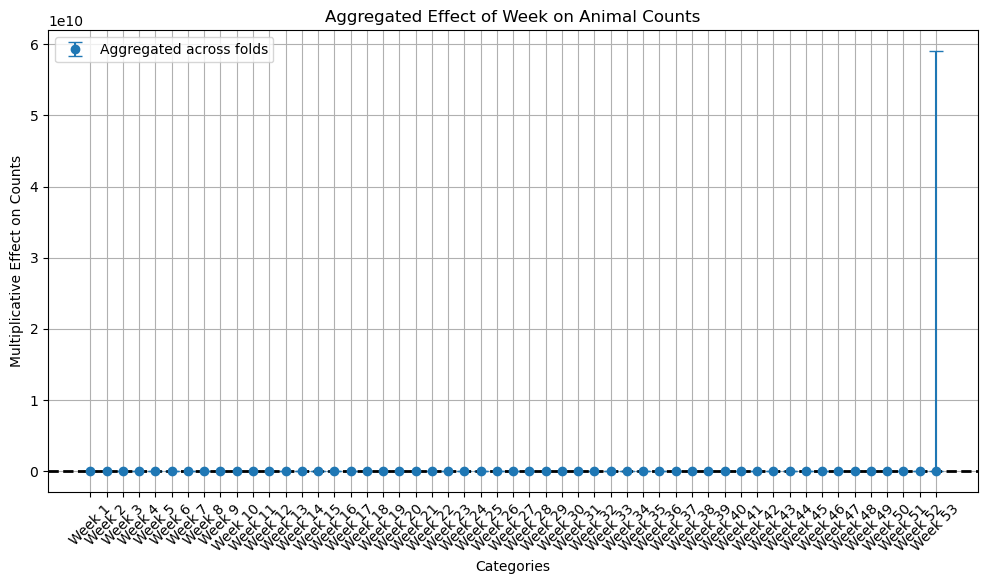 Aggregated Effect of Week on Animal Counts
1e10
Aggregated across folds
6
5
4
3
2
1
0
Multiplicative Effect on Counts
Week 1
Week 2
Week 3
Week 4
Week 5
Week 6
Week 7
Week 8
Week 9
Week 10
Week 11
Week 12
Week 13
Week 14
Week 15
Week 16
Week 17
Week 18
Week 19
Week 20
Week 21
Week 22
Week 23
Week 24
Week 25
Week 26
Week 27
Week 28
Week 29
Week 30
Week 31
Week 32
Week 33
Week 34
Week 35
Week 36
Week 37
Week 38
Week 39
Week 40
Week 41
Week 42
Week 43
Week 44
Week 45
Week 46
Week 47
Week 48
Week 49
Week 50
Week 51
Week 52
Week 53
Categories